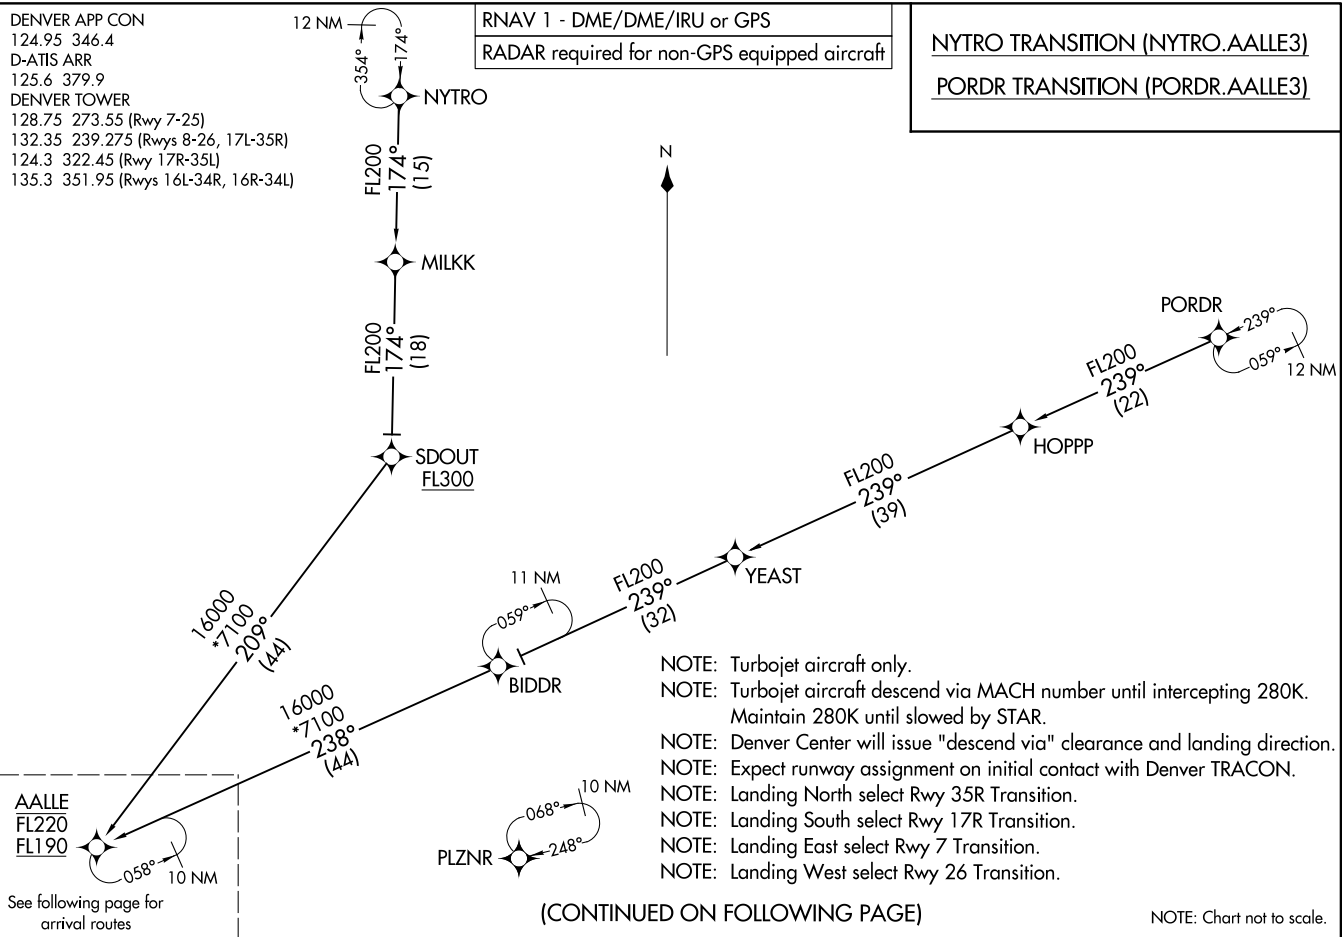 DENVER APP CON
124.95 346.4
D-ATIS ARR
125.6 379.9
DENVER TOWER
128.75 273.55 (Rwy 7-25)
132.35 239.275 (Rwys 8-26, 17L-35R)
124.3 322.45 (Rwy 17R-35L)
135.3 351.95 (Rwys 16L-34R, 16R-34L)
RNAV 1 - DME/DME/IRU or GPS
RADAR required for non-GPS equipped aircraft
NYTRO TRANSITION (NYTRO.AALLE3)
PORDR TRANSITION (PORDR.AALLE3)
12 NM
354°
174°
NYTRO
FL200
174°
(15)
MILKK
FL200
174°
(18)
SDOUT
FL300
N
PORDR
239°
059°
12 NM
FL200
239°
(22)
HOPPP
FL200
239°
(39)
YEAST
FL200
239°
(32)
11 NM
059°
BIDDR
16000
*7100
209°
(44)
16000
*7100
238°
(44)
AALLE
FL220
FL190
058°
10 NM
See following page for
arrival routes
PLZNR
068°
248°
10 NM
NOTE: Turbojet aircraft only.
NOTE: Turbojet aircraft descend via MACH number until intercepting 280K.
Maintain 280K until slowed by STAR.
NOTE: Denver Center will issue "descend via" clearance and landing direction.
NOTE: Expect runway assignment on initial contact with Denver TRACON.
NOTE: Landing North select Rwy 35R Transition.
NOTE: Landing South select Rwy 17R Transition.
NOTE: Landing East select Rwy 7 Transition.
NOTE: Landing West select Rwy 26 Transition.
(CONTINUED ON FOLLOWING PAGE)
NOTE: Chart not to scale.